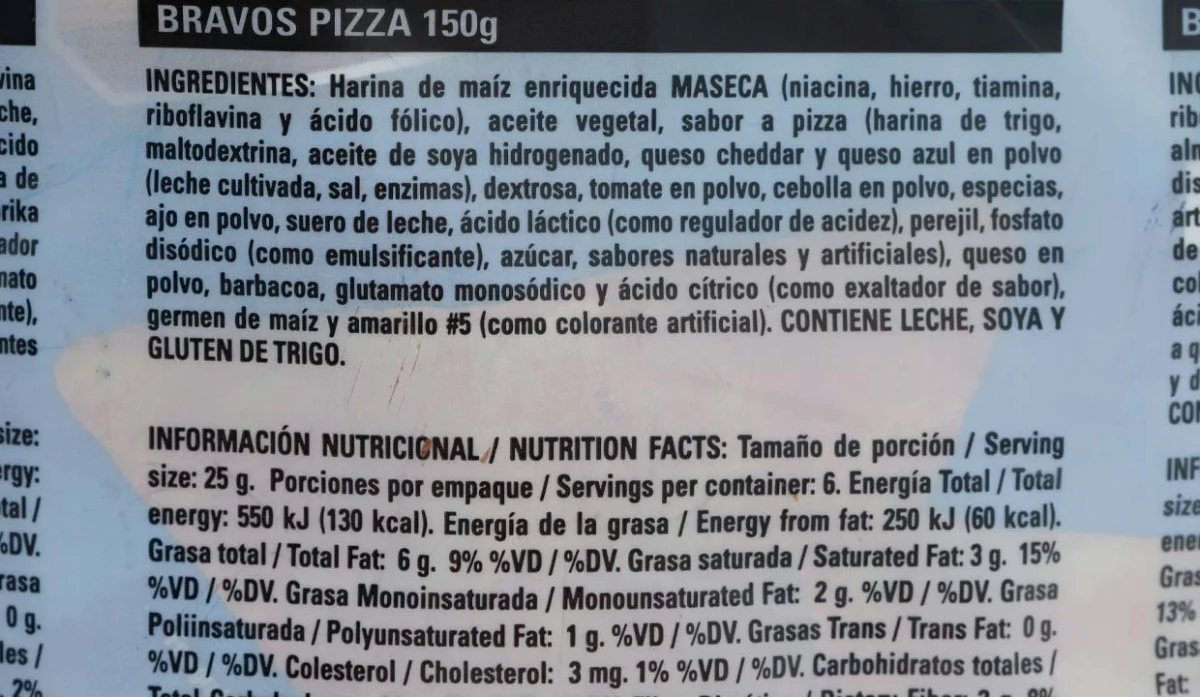 BRAVOS PIZZA 150g
INGREDIENTES: Harina de maíz enriquecida MASECA (niacina, hierro, tiamina,
riboflavina y ácido fólico), aceite vegetal, sabor a pizza (harina de trigo,
maltodextrina, aceite de soya hidrogenado, queso cheddar y queso azul en polvo
(leche cultivada, sal, enzimas), dextrosa, tomate en polvo, cebolla en polvo, especias,
ajo en polvo, suero de leche, ácido láctico (como regulador de acidez), perejil, fosfato
disódico (como emulsificante), azúcar, sabores naturales y artificiales), queso en
polvo, barbacoa, glutamato monosódico y ácido cítrico (como exaltador de sabor),
germen de maíz y amarillo #5 (como colorante artificial). CONTIENE LECHE, SOYA Y
GLUTEN DE TRIGO.
INFORMACIÓN NUTRICIONAL / NUTRITION FACTS: Tamaño de porción / Serving
size: 25 g. Porciones por empaque / Servings per container: 6. Energía Total / Total
energy: 550 kJ (130 kcal). Energía de la grasa / Energy from fat: 250 kJ (60 kcal).
Grasa total / Total Fat: 6 g. 9% %VD / %DV. Grasa saturada / Saturated Fat: 3 g. 15%
%VD / %DV. Grasa Monoinsaturada / Monounsaturated Fat: 2 g. %VD / %DV. Grasa
Poliinsaturada / Polyunsaturated Fat: 1 g. %VD / %DV. Grasas Trans / Trans Fat: 0 g.
%VD / %DV. Colesterol / Cholesterol: 3 mg. 1% %VD / %DV. Carbohidratos totales /